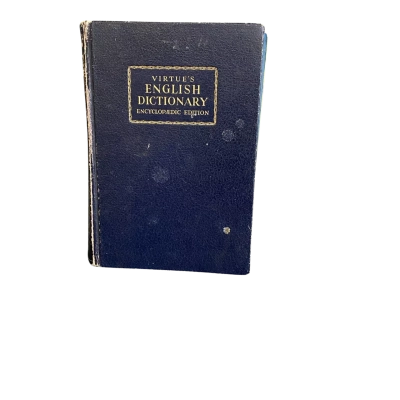 VIRTUE'S
ENGLISH
DICTIONARY
ENCYCLOPÆDIC EDITION